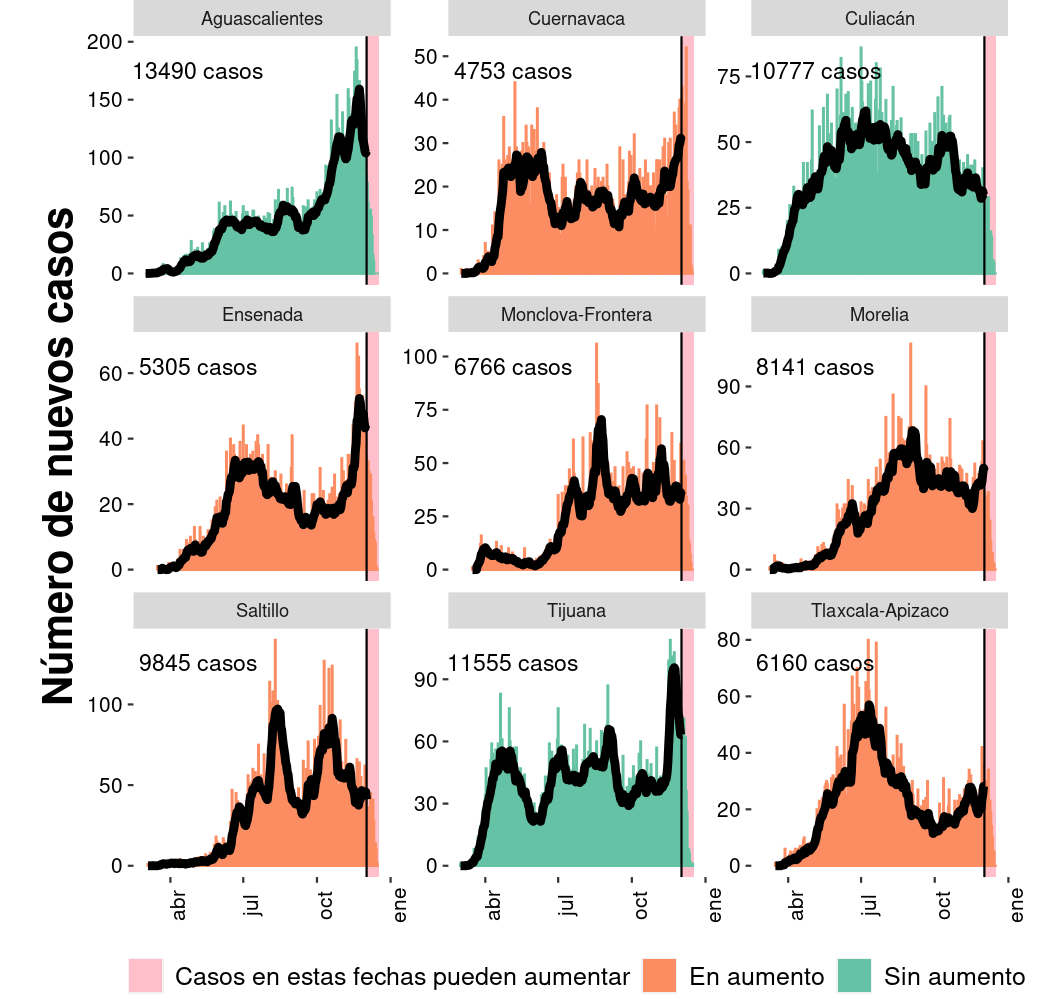 Número de nuevos casos
Aguascalientes
Cuernavaca
Culiacán
200
150
100
50
0
13490 casos
50
40
30
20
10
0
4753 casos
75
50
25
0
10777 casos
Ensenada
Monclova-Frontera
Morelia
60
40
20
0
5305 casos
100
75
50
25
0
6766 casos
90
60
30
0
8141 casos
Saltillo
Tijuana
Tlaxcala-Apizaco
100
50
0
9845 casos
90
60
30
0
11555 casos
80
60
40
20
0
6160 casos
abr jul oct ene
abr jul oct ene
abr jul oct ene
Casos en estas fechas pueden aumentar En aumento Sin aumento